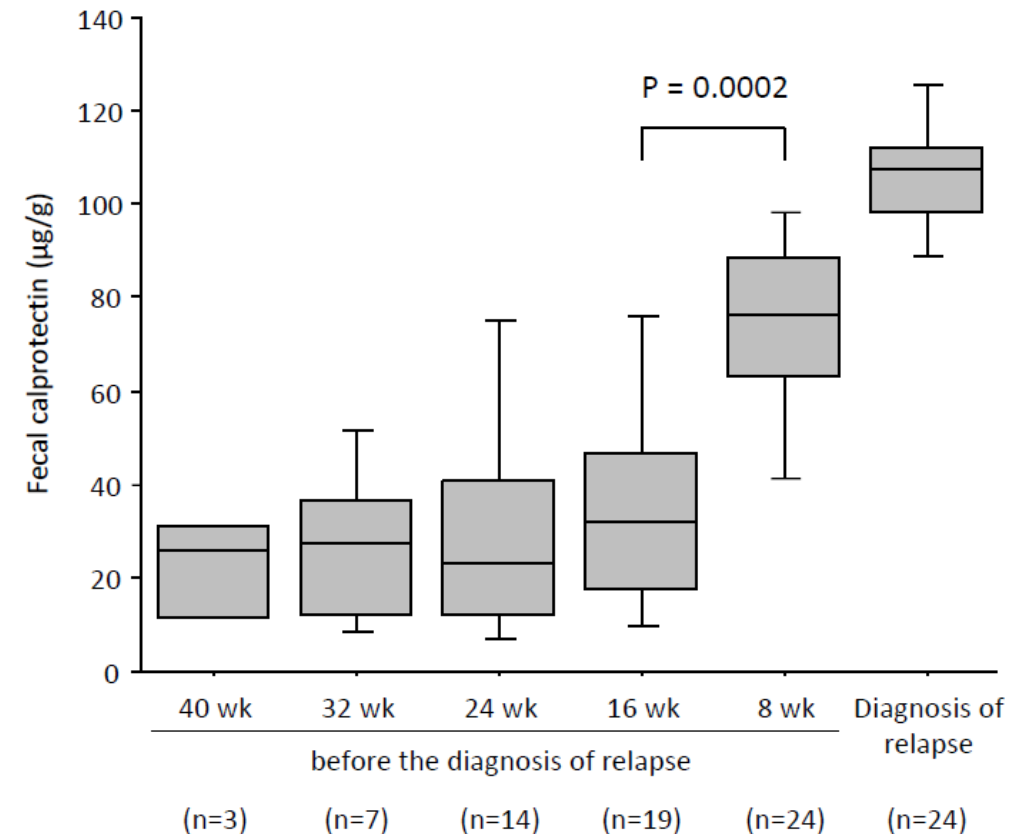 140
120
100
80
60
40
20
0
Fecal calprotectin (µg/g)
P = 0.0002
40 wk 32 wk 24 wk 16 wk 8 wk Diagnosis of
relapse
before the diagnosis of relapse
(n=3) (n=7) (n=14) (n=19) (n=24) (n=24)